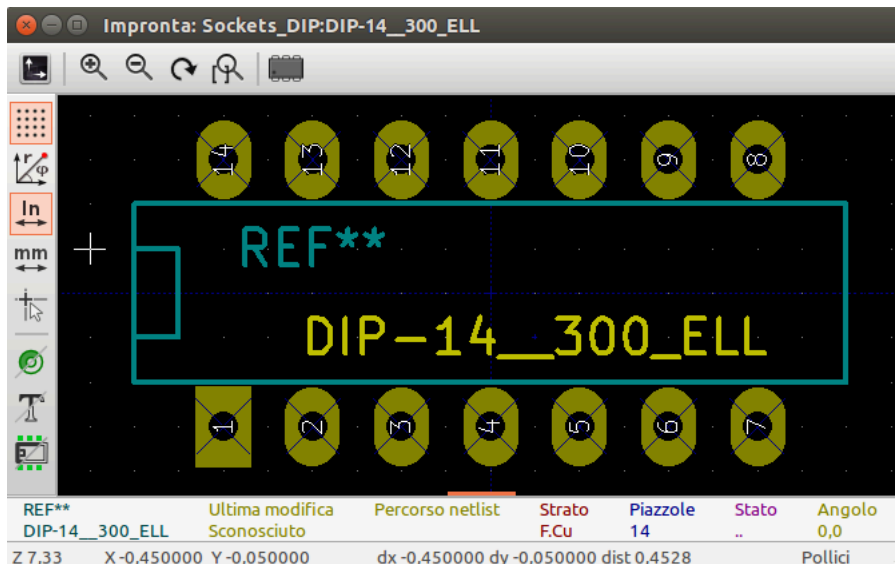 Impronta: Sockets_DIP:DIP-14__300_ELL
In
mm
14 13 12 11 10 9 8
REF**
DIP-14__300_ELL
1 2 3 4 5 6 7
REF** Ultima modifica Percorso netlist Strato Piazzole Stato Angolo
DIP-14__300_ELL Sconosciuto F.Cu 14 .. 0,0
Z 7,33 X -0,450000 Y -0,050000 dx -0,450000 dy -0,050000 dist 0,4528 Pollici